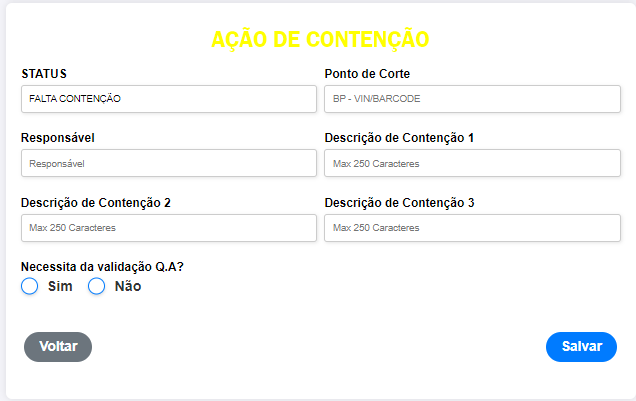 AÇÃO DE CONTENÇÃO
STATUS
Ponto de Corte
FALTA CONTENÇÃO
BP - VIN/BARCODE
Responsável
Descrição de Contenção 1
Responsável
Max 250 Caracteres
Descrição de Contenção 2
Descrição de Contenção 3
Max 250 Caracteres
Max 250 Caracteres
Necessita da validação Q.A?
Sim
Não
Voltar
Salvar